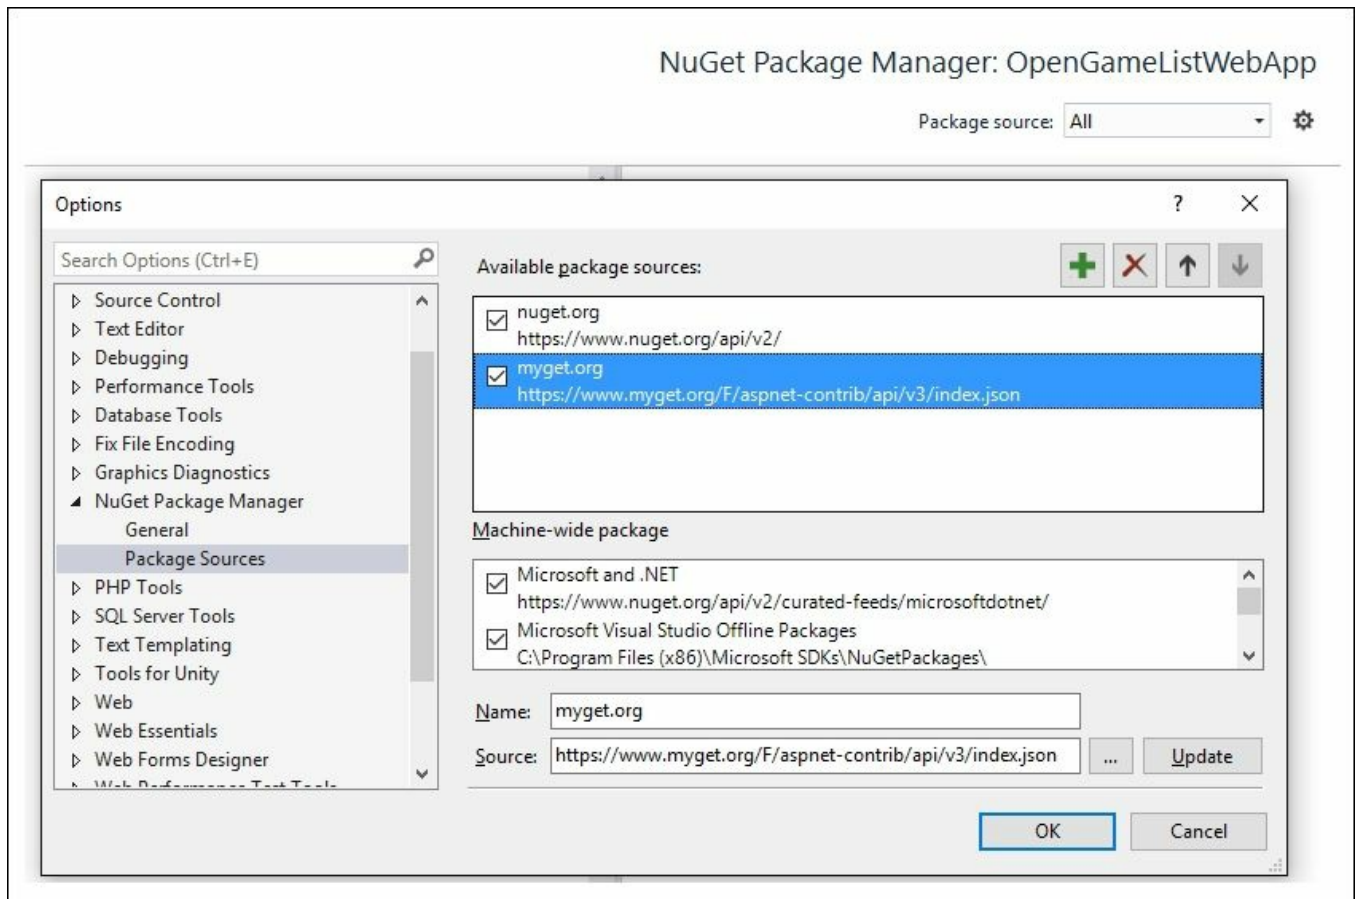 NuGet Package Manager: OpenGameListWebApp
Package source: All
Options
?
Search Options (Ctrl+E)
Source Control
Text Editor
Debugging
Performance Tools
Database Tools
Fix File Encoding
Graphics Diagnostics
NuGet Package Manager
General
Package Sources
PHP Tools
SQL Server Tools
Text Templating
Tools for Unity
Web
Web Essentials
Web Forms Designer
Web Performance Test Tools
Available package sources:
nuget.org
https://www.nuget.org/api/v2/
myget.org
https://www.myget.org/F/aspnet-contrib/api/v3/index.json
Machine-wide package
Microsoft and .NET
https://www.nuget.org/api/v2/curated-feeds/microsoftdotnet/
Microsoft Visual Studio Offline Packages
C:\Program Files (x86)\Microsoft SDKs\NuGetPackages\
Name: myget.org
Source: https://www.myget.org/F/aspnet-contrib/api/v3/index.json ... Update
OK Cancel